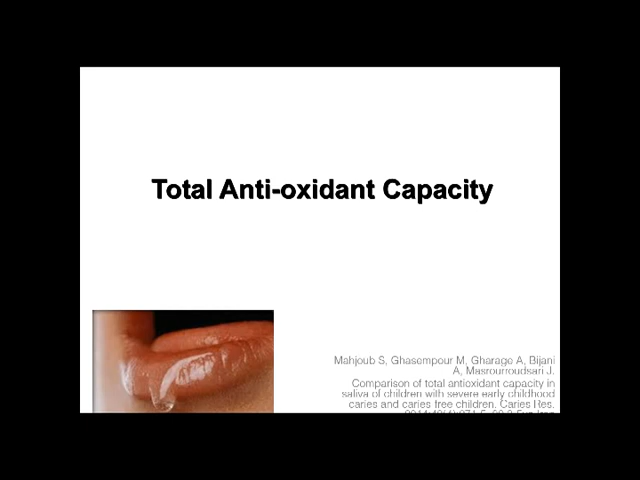 Total Anti-oxidant Capacity
Mahjoub S, Ghasempour M, Gharage A, Bijani
A, Masrourroudsari J.
Comparison of total antioxidant capacity in
saliva of children with severe early childhood
caries and caries-free children. Caries Res.